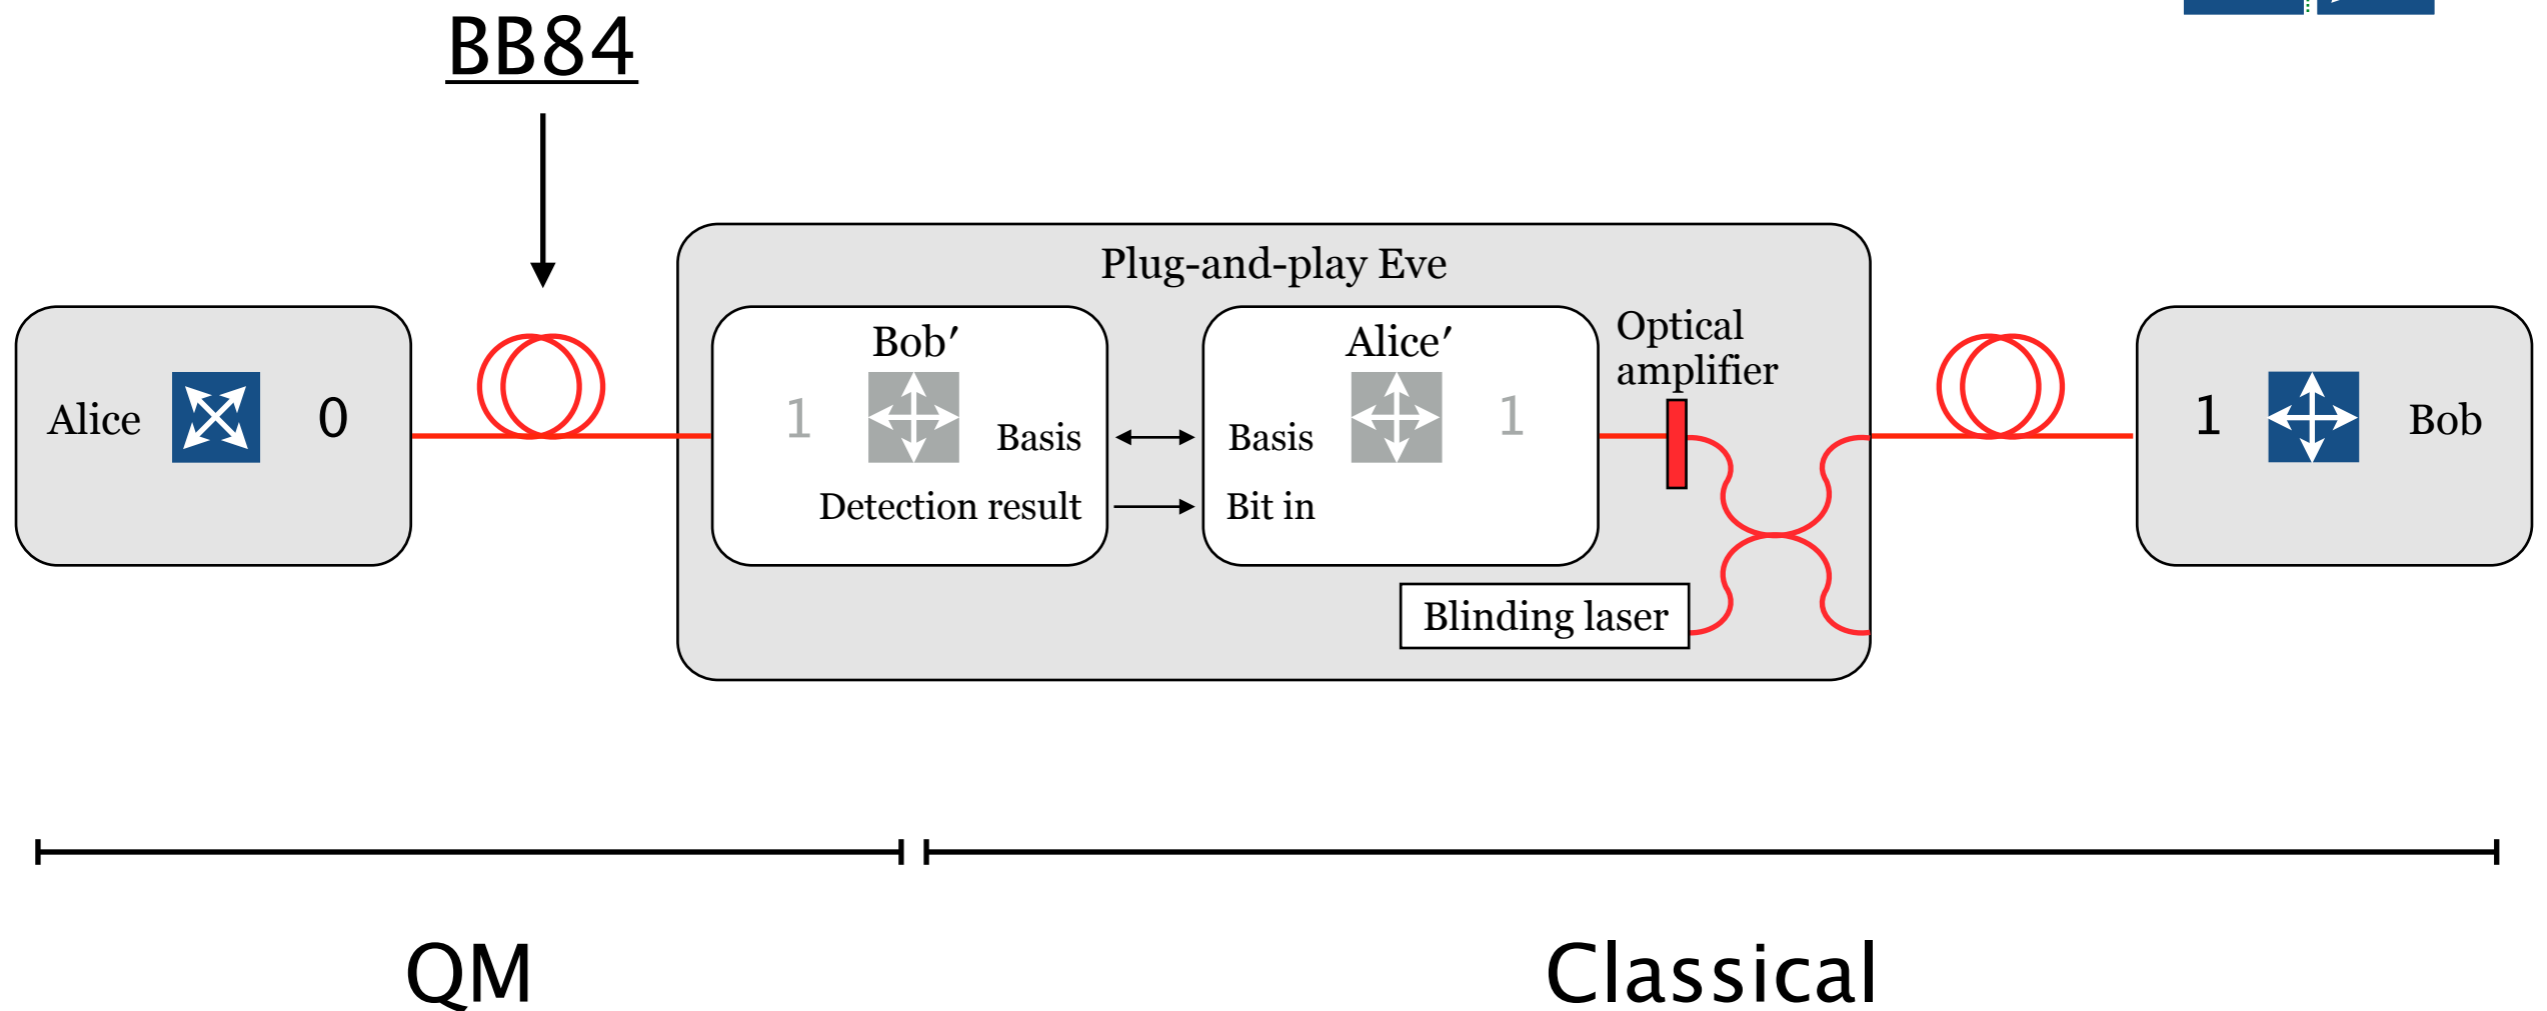 BB84
Plug-and-play Eve
Alice
0
Bob′
1
Basis
Detection result
Alice′
1
Basis
Bit in
Optical
amplifier
Blinding laser
1
Bob
QM
Classical